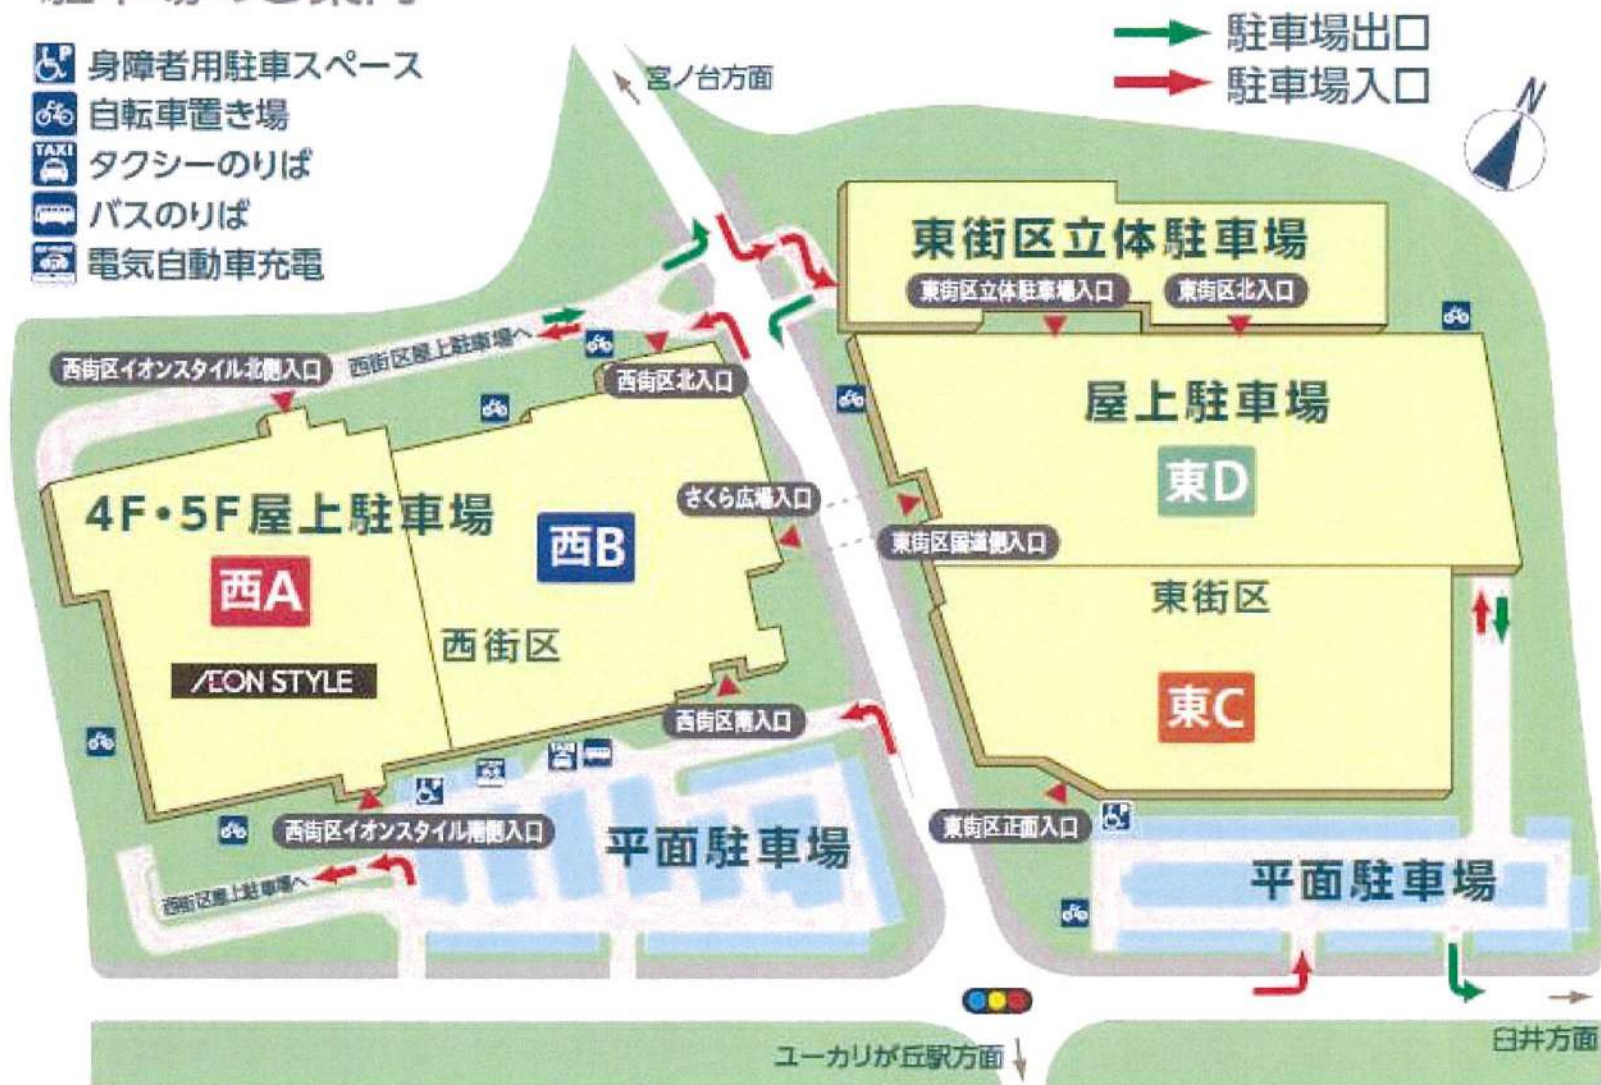 駐車場のご案内
身障者用駐車スペース
自転車置き場
TAXI
タクシーのりば
バスのりば
電気自動車充電
駐車場出口
駐車場入口
N
宮ノ台方面
東街区立体駐車場
東街区立体駐車場入口
東街区北入口
西街区屋上駐車場へ
西街区イオンスタイル北側入口
西街区北入口
屋上駐車場
東D
4F・5F屋上駐車場
さくら広場入口
西B
東街区国道側入口
西A
東街区
西街区
ÆON STYLE
東C
西街区南入口
TAXI
P
西街区イオンスタイル南側入口
平面駐車場
東街区正面入口
P
平面駐車場
西街区屋上駐車場へ
ユーカリが丘駅方面
臼井方面